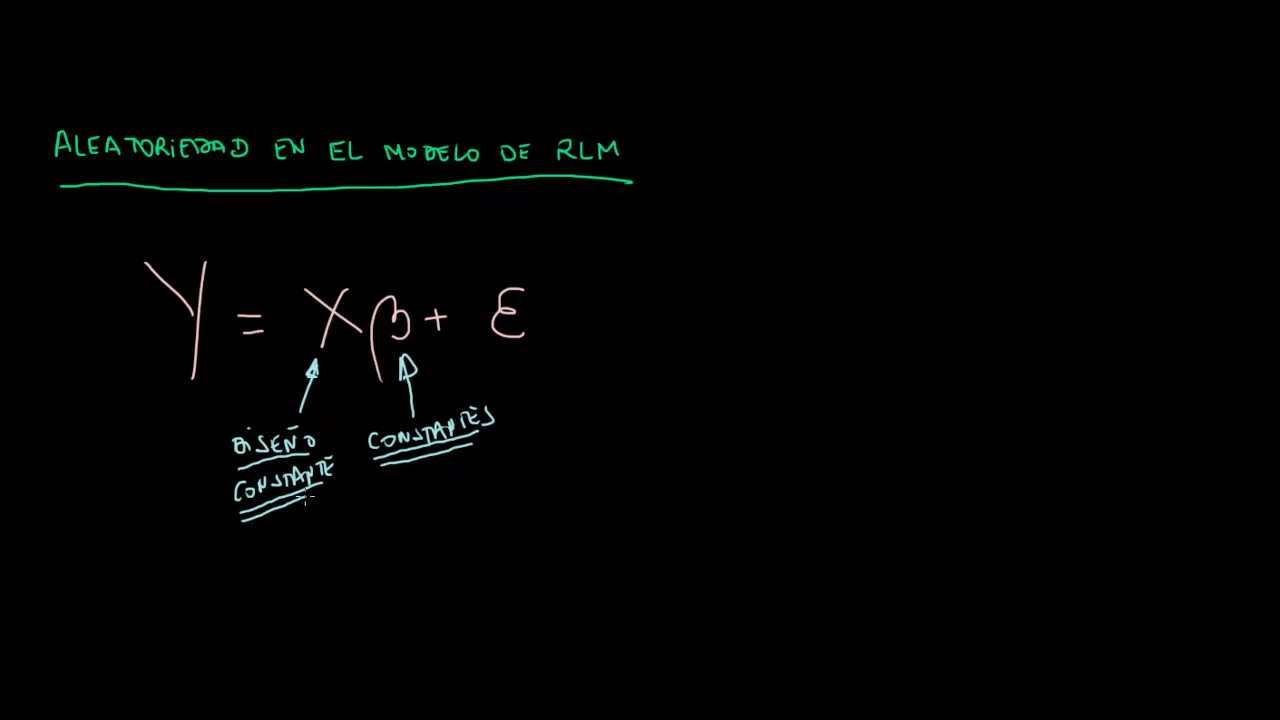 ALEATORIEDAD EN EL MODELO DE RLM
Y = Xβ + ε
DISEÑO CONSTANTES
CONSTANTE